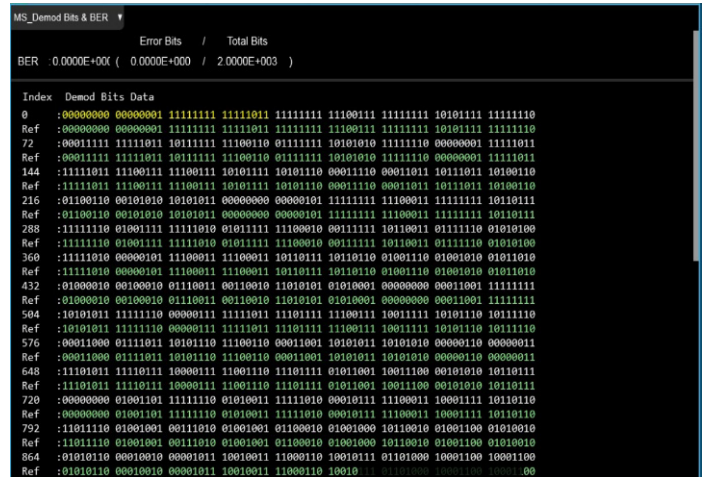 MS_Demod Bits & BER ▼
Error Bits / Total Bits
BER :0.0000E+00( ( 0.0000E+000 / 2.0000E+003 )
Index Demod Bits Data
0 :00000000 00000001 11111111 11111011 11111111 11100111 11111111 10101111 11111110
Ref :00000000 00000001 11111111 11111011 11111111 11100111 11111111 10101111 11111110
72 :00011111 11111011 10111111 11100110 01111111 10101010 11111110 00000001 11111011
Ref :00011111 11111011 10111111 11100110 01111111 10101010 11111110 00000001 11111011
144 :11111011 11100111 11100111 10101111 10101110 00011110 00011011 10111011 10100110
Ref :11111011 11100111 11100111 10101111 10101110 00011110 00011011 10111011 10100110
216 :01100110 00101010 10101011 00000000 00000101 11111111 11100011 11111111 10110111
Ref :01100110 00101010 10101011 00000000 00000101 11111111 11100011 11111111 10110111
288 :11111110 01001111 11111010 01011111 11100010 00111111 10110011 01111110 01010100
Ref :11111110 01001111 11111010 01011111 11100010 00111111 10110011 01111110 01010100
360 :11111010 00000101 11100011 11100011 10110111 10110110 01001110 01001010 01011010
Ref :11111010 00000101 11100011 11100011 10110111 10110110 01001110 01001010 01011010
432 :01000010 00100010 01110011 00110010 11010101 01010001 00000000 00011001 11111111
Ref :01000010 00100010 01110011 00110010 11010101 01010001 00000000 00011001 11111111
504 :10101011 11111110 00000111 11111011 11101111 11100111 10011111 10101110 10111110
Ref :10101011 11111110 00000111 11111011 11101111 11100111 10011111 10101110 10111110
576 :00011000 01111011 10101110 11100110 00011001 10101011 10101010 00000110 00000011
Ref :00011000 01111011 10101110 11100110 00011001 10101011 10101010 00000110 00000011
648 :11101011 11110111 10000111 11001110 11101111 01011001 10011100 00101010 10110111
Ref :11101011 11110111 10000111 11001110 11101111 01011001 10011100 00101010 10110111
720 :00000000 01001101 11111110 01010011 11111010 00010111 11100011 10001111 10110110
Ref :00000000 01001101 11111110 01010011 11111010 00010111 11100011 10001111 10110110
792 :11011110 01001001 00111010 01001001 01100010 01001000 10110010 01001100 01010010
Ref :11011110 01001001 00111010 01001001 01100010 01001000 10110010 01001100 01010010
864 :01010110 00010010 00001011 10010011 11000110 10010111 01101000 10001100 10001100
Ref :01010110 00010010 00001011 10010011 11000110 10010111 01101000 10001100 10001100